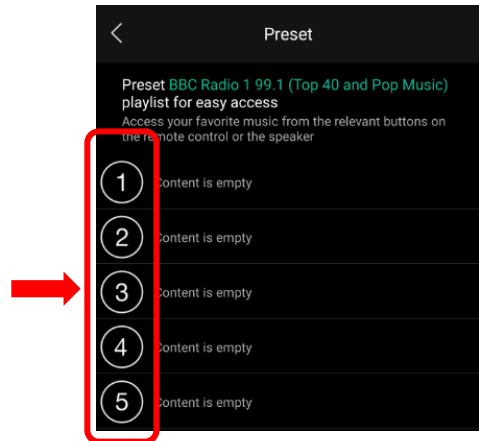 Preset
Preset BBC Radio 1 99.1 (Top 40 and Pop Music)
playlist for easy access
Access your favorite music from the relevant buttons on
the remote control or the speaker
1 Content is empty
2 Content is empty
3 Content is empty
4 Content is empty
5 Content is empty